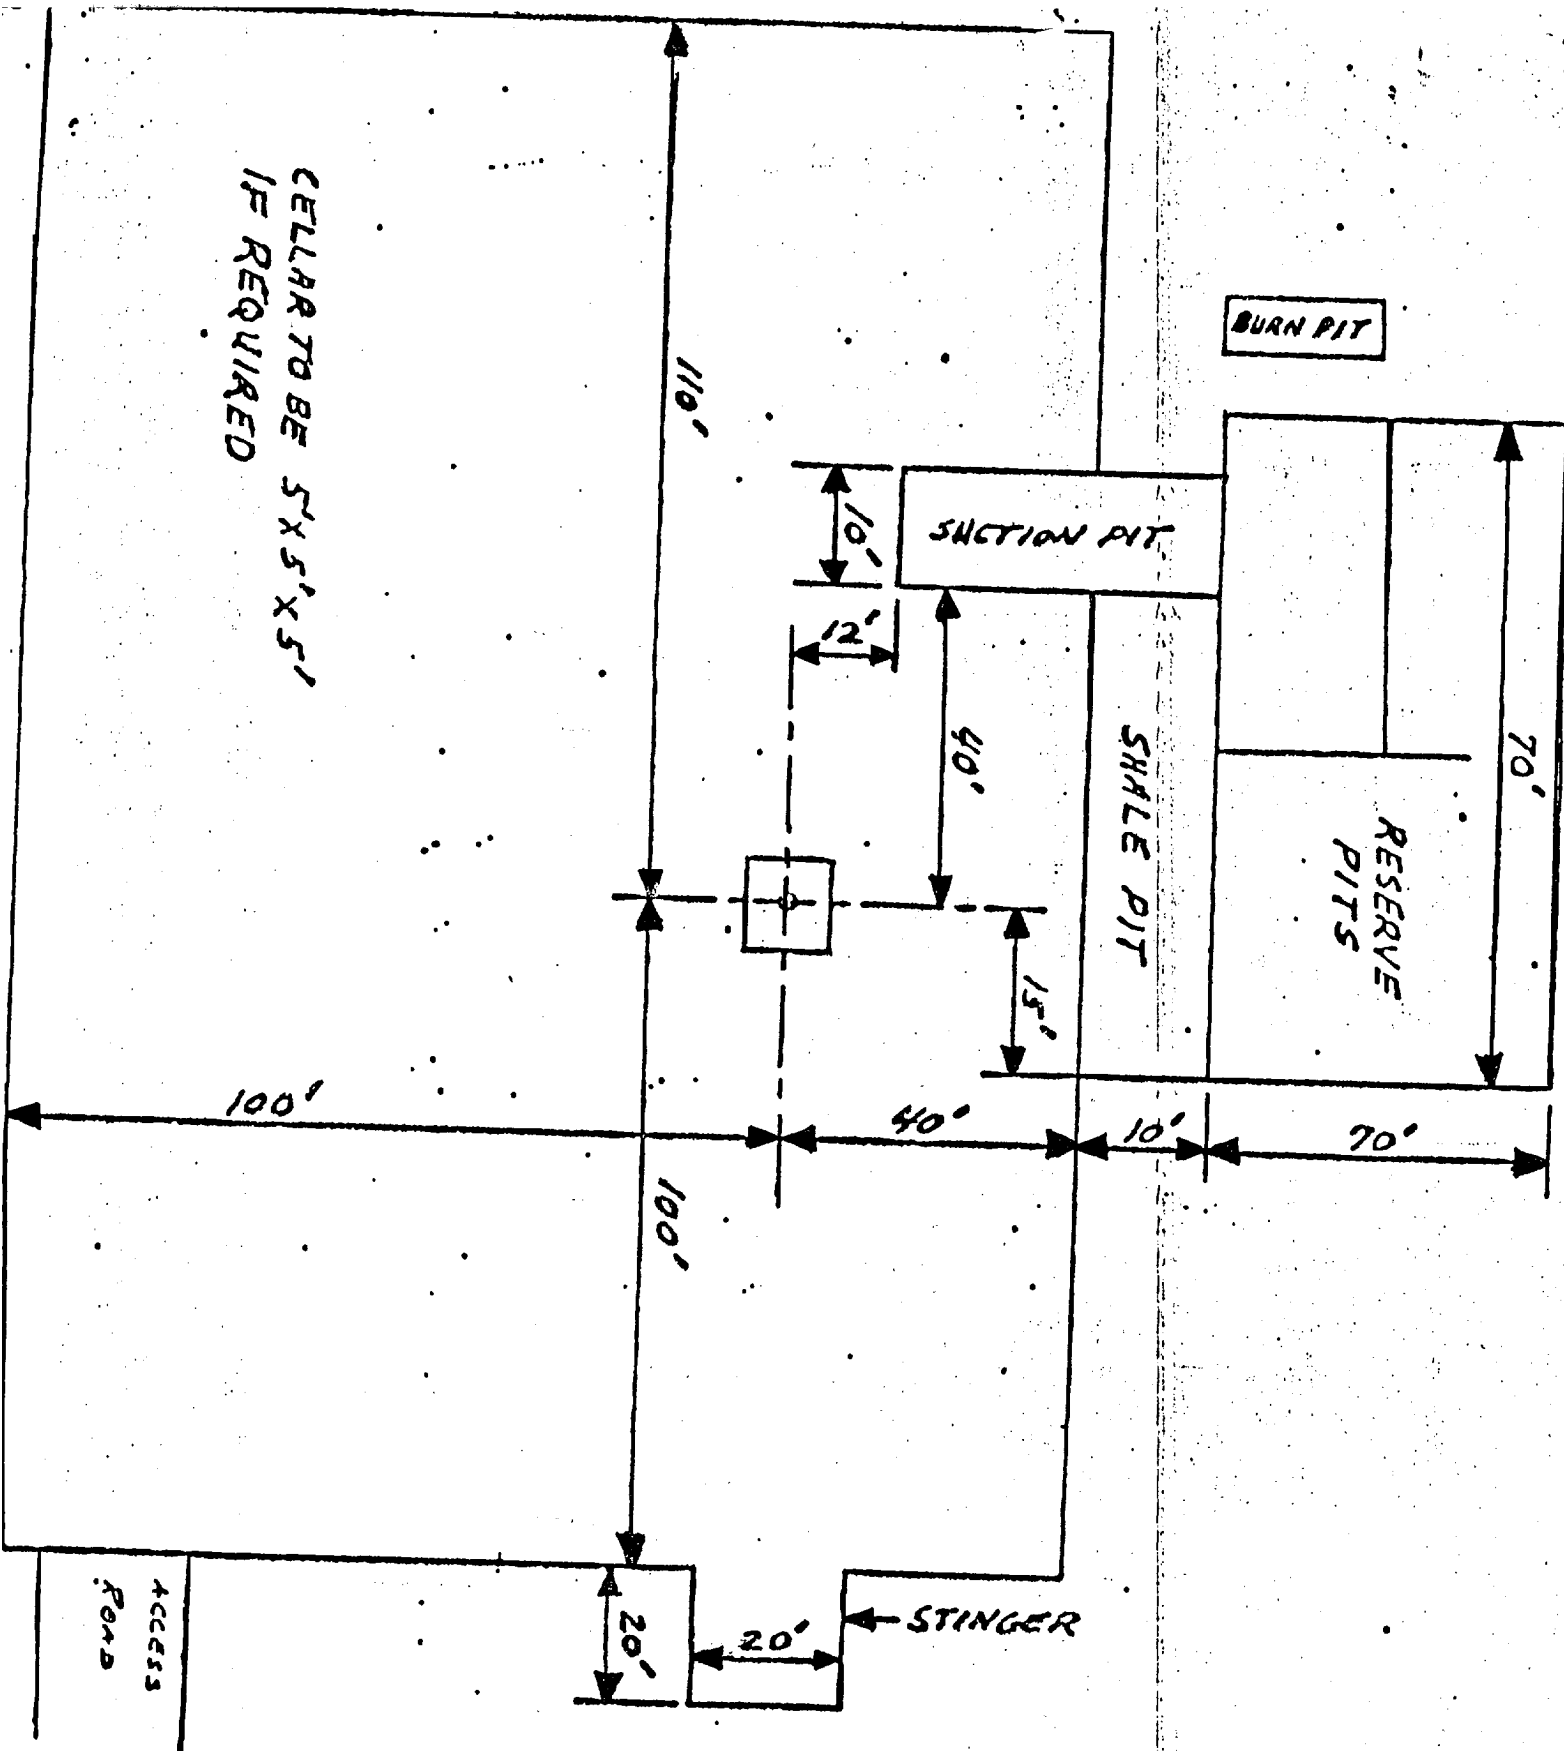 BURN PIT
CELLAR TO BE 5'X5'X5'
IF REQUIRED
110'
10'
SUCTION PIT
12'
40'
SHALE PIT
70'
RESERVE
PITS
15'
100'
40'
10'
70'
100'
20'
20'
STINGER
ACCESS
ROAD